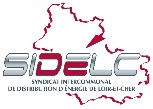 SIDELC
SYNDICAT INTERCOMMUNAL
DE DISTRIBUTION D'ÉNERGIE DE LOIR-ET-CHER